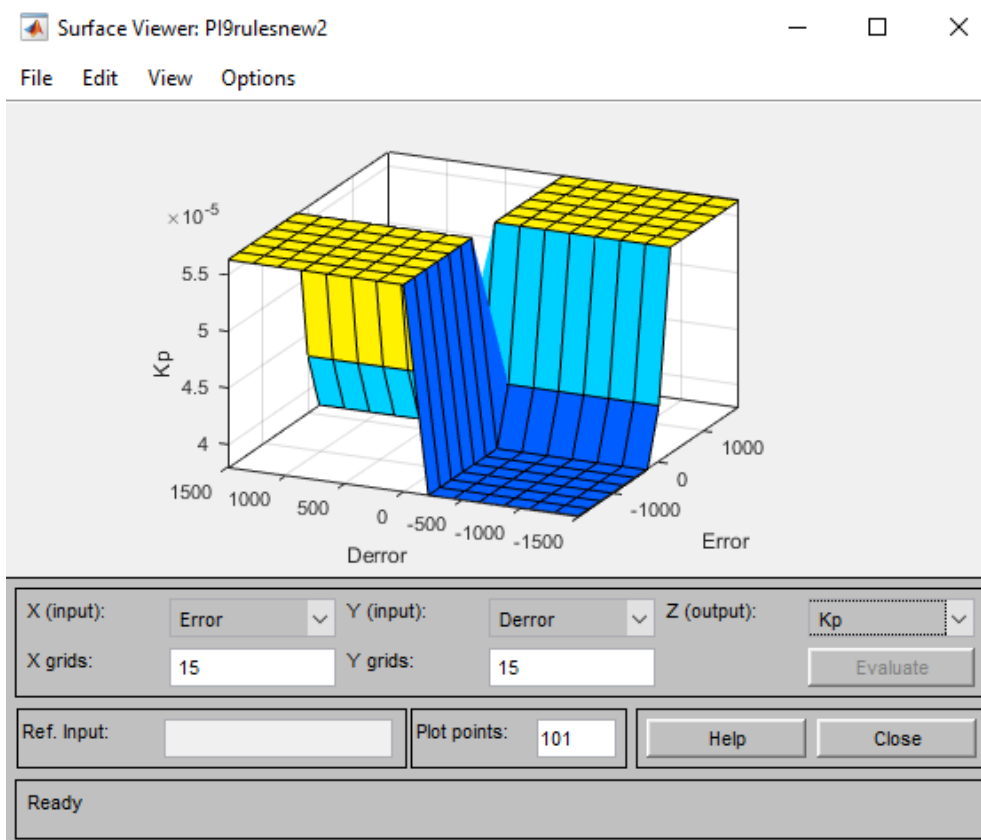 Surface Viewer: PI9rulesnew2
File Edit View Options
×10⁻⁵
5.5
5
4.5
4
Kp
1500 1000 500 0 -500 -1000 -1500
Derror
1000
0
-1000
Error
X (input): Error Y (input): Derror Z (output): Kp
X grids: 15 Y grids: 15 Evaluate
Ref. Input: Plot points: 101 Help Close
Ready